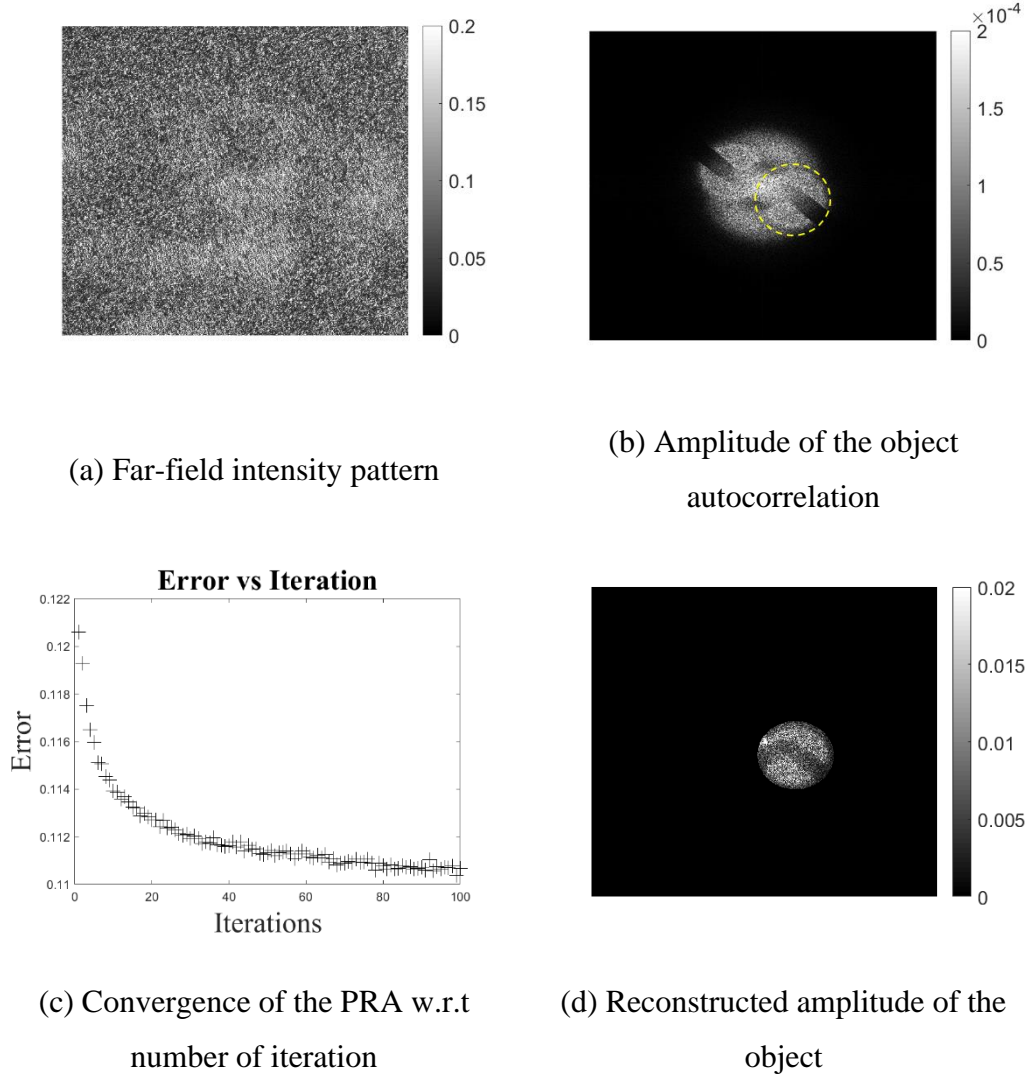 0.2
0.15
0.1
0.05
0
×10⁻⁴
2
1.5
1
0.5
0
(a) Far-field intensity pattern
(b) Amplitude of the object
autocorrelation
Error vs Iteration
0.122
0.12
0.118
0.116
0.114
0.112
0.11
Error
0 20 40 60 80 100
Iterations
0.02
0.015
0.01
0.005
0
(c) Convergence of the PRA w.r.t
number of iteration
(d) Reconstructed amplitude of the
object